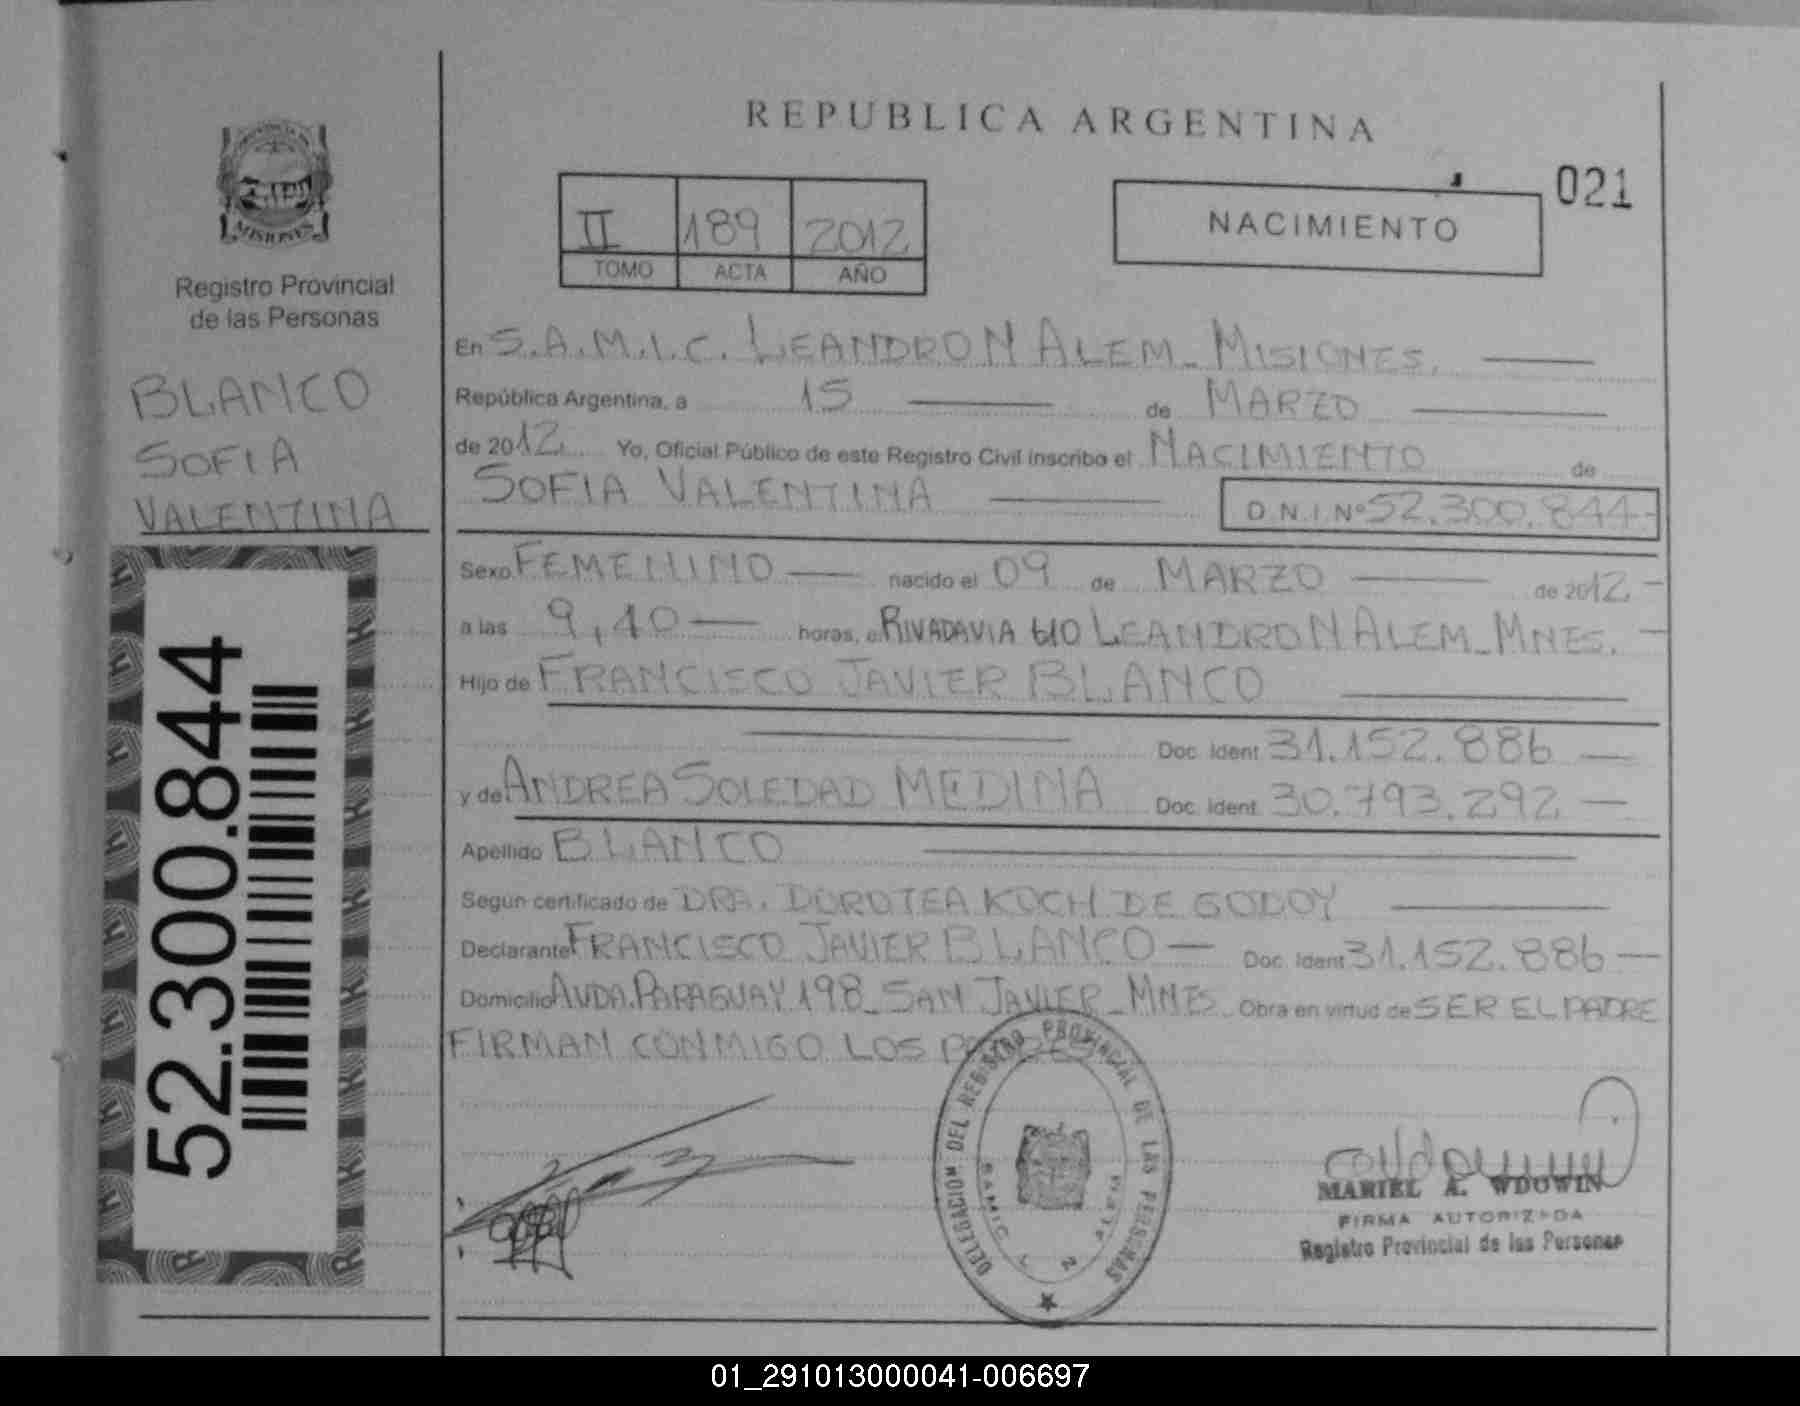 REPUBLICA ARGENTINA
021
II 189 2012
TOMO ACTA AÑO
NACIMIENTO
MISIONES
Registro Provincial
de las Personas
BLANCO
SOFIA
VALENTINA
52.300.844
En S.A.M.I.C. LEANDRO N ALEM - MISIONES.
República Argentina, a 15 de MARZO
de 2012 Yo, Oficial Público de este Registro Civil inscribo el NACIMIENTO de
SOFIA VALENTINA D.N.I. Nº 52.300.844-
Sexo FEMENINO nacido el 09 de MARZO de 2012 -
a las 9,40 horas, e RIVADAVIA 610 LEANDRO N ALEM - MNES. -
Hijo de FRANCISCO JAVIER BLANCO
Doc. Ident. 31.152.886 -
y de ANDREA SOLEDAD MEDINA Doc. Ident. 30.793.292 -
Apellido BLANCO
Según certificado de DRA. DOROTEA KOCH DE GODOY
Declarante FRANCISCO JAVIER BLANCO - Doc. Ident. 31.152.886 -
Domicilio AVDA. PARAGUAY 198 - SAN JAVIER - MNES. Obra en virtud de SER EL PADRE
FIRMAN CONMIGO LOS PADRES
DELEGACION DEL REGISTRO PROVINCIAL DE LAS PERSONAS
SAMIC L N ALEM
MARIEL A. WDOWIN
FIRMA AUTORIZADA
Registro Provincial de las Personas
01_291013000041-006697